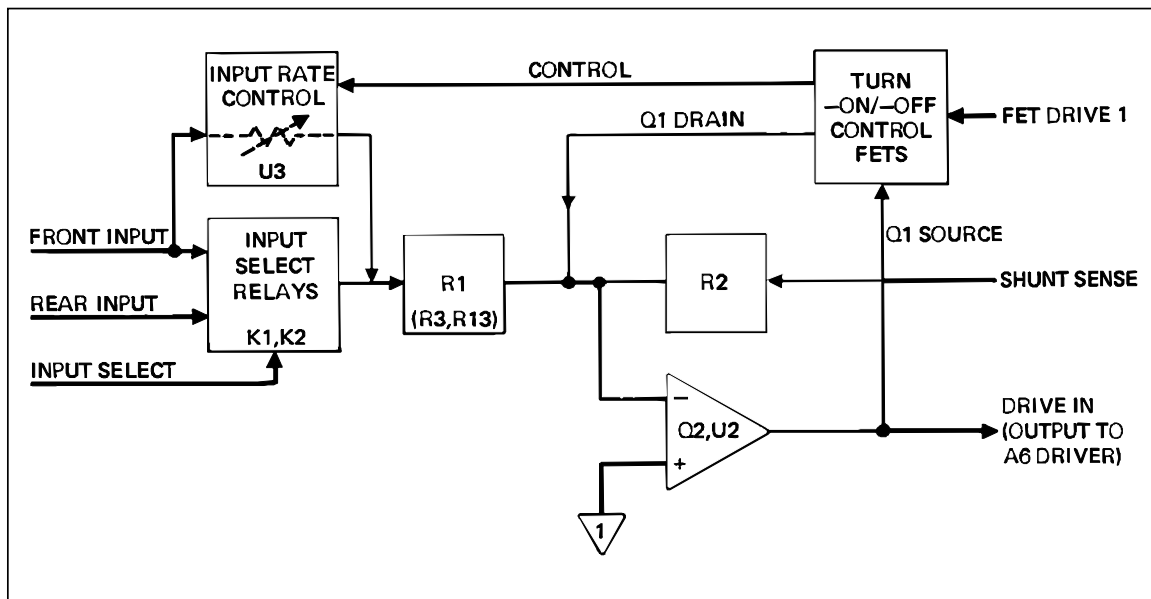 INPUT RATE
CONTROL
U3
CONTROL
Q1 DRAIN
TURN
-ON/-OFF
CONTROL
FETS
FET DRIVE 1
FRONT INPUT
REAR INPUT
INPUT SELECT
INPUT
SELECT
RELAYS
K1,K2
R1
(R3,R13)
R2
Q1 SOURCE
SHUNT SENSE
−
Q2,U2
+
1
DRIVE IN
(OUTPUT TO
A6 DRIVER)